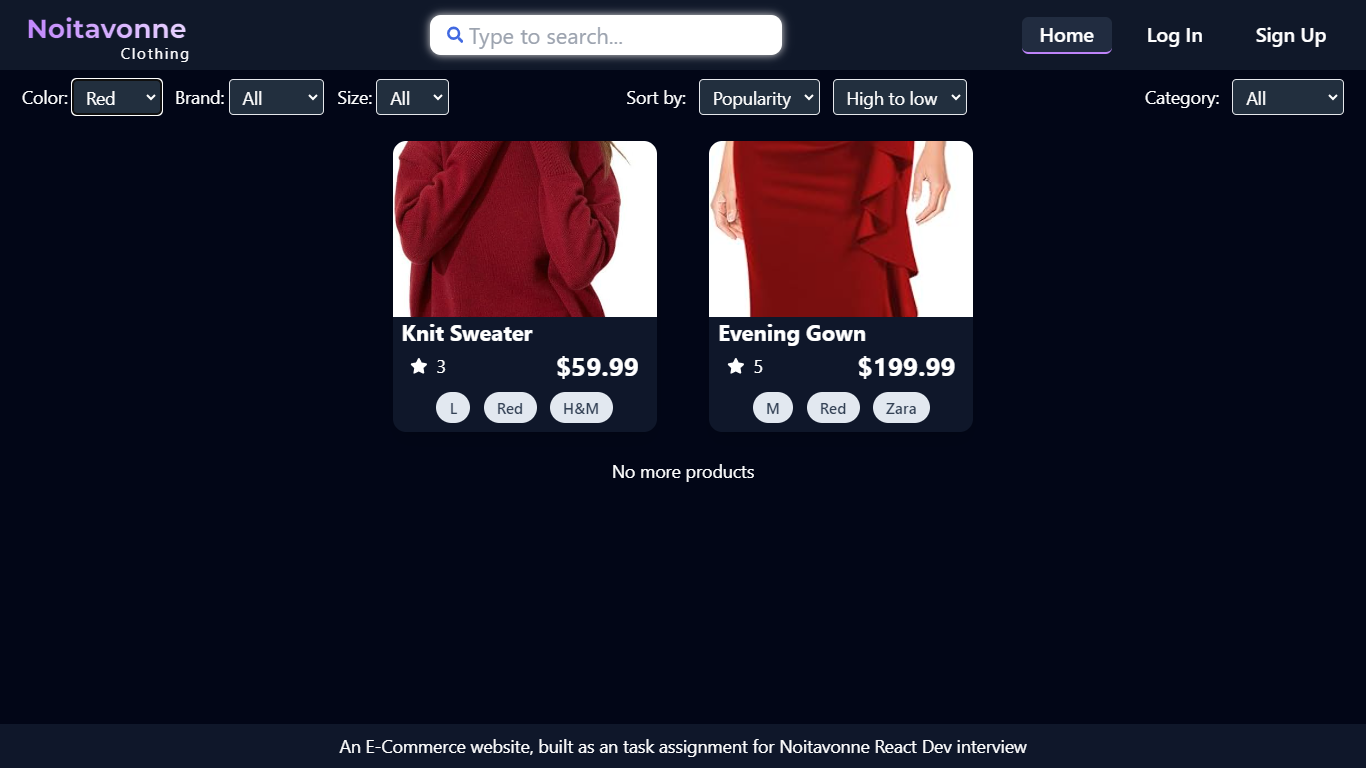 Noitavonne
Clothing
Type to search...
Home
Log In
Sign Up
Color: Red Brand: All Size: All Sort by: Popularity High to low Category: All
Knit Sweater
3 $59.99
L Red H&M
Evening Gown
5 $199.99
M Red Zara
No more products
An E-Commerce website, built as an task assignment for Noitavonne React Dev interview